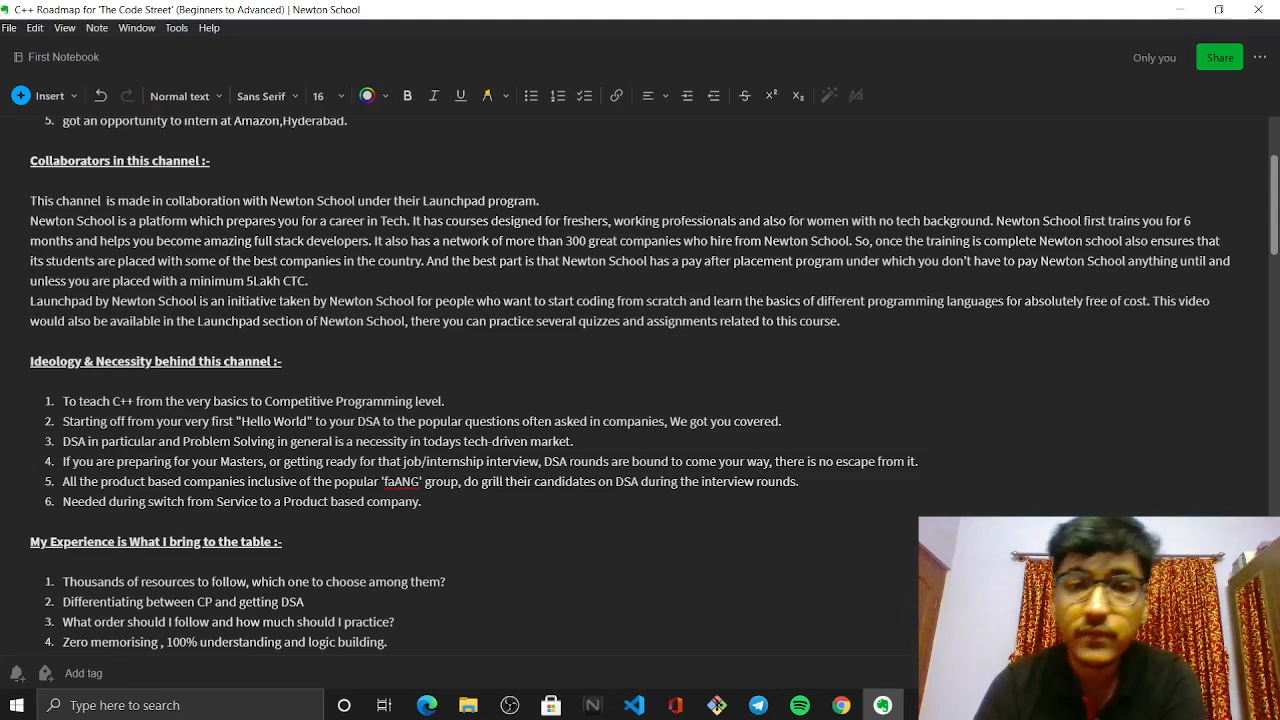 C++ Roadmap for 'The Code Street' (Beginners to Advanced) | Newton School
File Edit View Note Window Tools Help
First Notebook
Only you
Share
Insert
Normal text
Sans Serif
16
5. got an opportunity to intern at Amazon,Hyderabad.
Collaborators in this channel :-
This channel is made in collaboration with Newton School under their Launchpad program.
Newton School is a platform which prepares you for a career in Tech. It has courses designed for freshers, working professionals and also for women with no tech background. Newton School first trains you for 6
months and helps you become amazing full stack developers. It also has a network of more than 300 great companies who hire from Newton School. So, once the training is complete Newton school also ensures that
its students are placed with some of the best companies in the country. And the best part is that Newton School has a pay after placement program under which you don't have to pay Newton School anything until and
unless you are placed with a minimum 5Lakh CTC.
Launchpad by Newton School is an initiative taken by Newton School for people who want to start coding from scratch and learn the basics of different programming languages for absolutely free of cost. This video
would also be available in the Launchpad section of Newton School, there you can practice several quizzes and assignments related to this course.
Ideology & Necessity behind this channel :-
1. To teach C++ from the very basics to Competitive Programming level.
2. Starting off from your very first "Hello World" to your DSA to the popular questions often asked in companies, We got you covered.
3. DSA in particular and Problem Solving in general is a necessity in todays tech-driven market.
4. If you are preparing for your Masters, or getting ready for that job/internship interview, DSA rounds are bound to come your way, there is no escape from it.
5. All the product based companies inclusive of the popular 'faANG' group, do grill their candidates on DSA during the interview rounds.
6. Needed during switch from Service to a Product based company.
My Experience is What I bring to the table :-
1. Thousands of resources to follow, which one to choose among them?
2. Differentiating between CP and getting DSA
3. What order should I follow and how much should I practice?
4. Zero memorising , 100% understanding and logic building.
Add tag
Type here to search